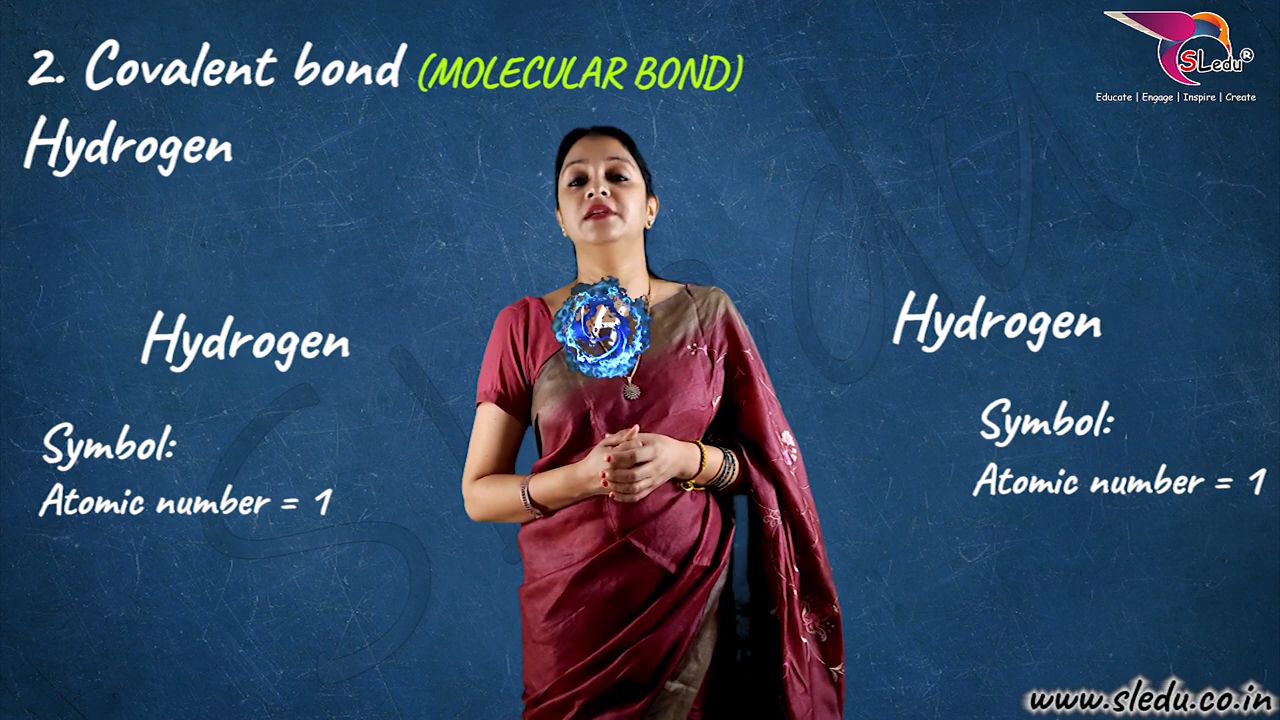 2. Covalent bond (MOLECULAR BOND)
Hydrogen
SLedu®
Educate | Engage | Inspire | Create
Hydrogen
Symbol:
Atomic number = 1
Hydrogen
Symbol:
Atomic number = 1
SLedu
www.sledu.co.in